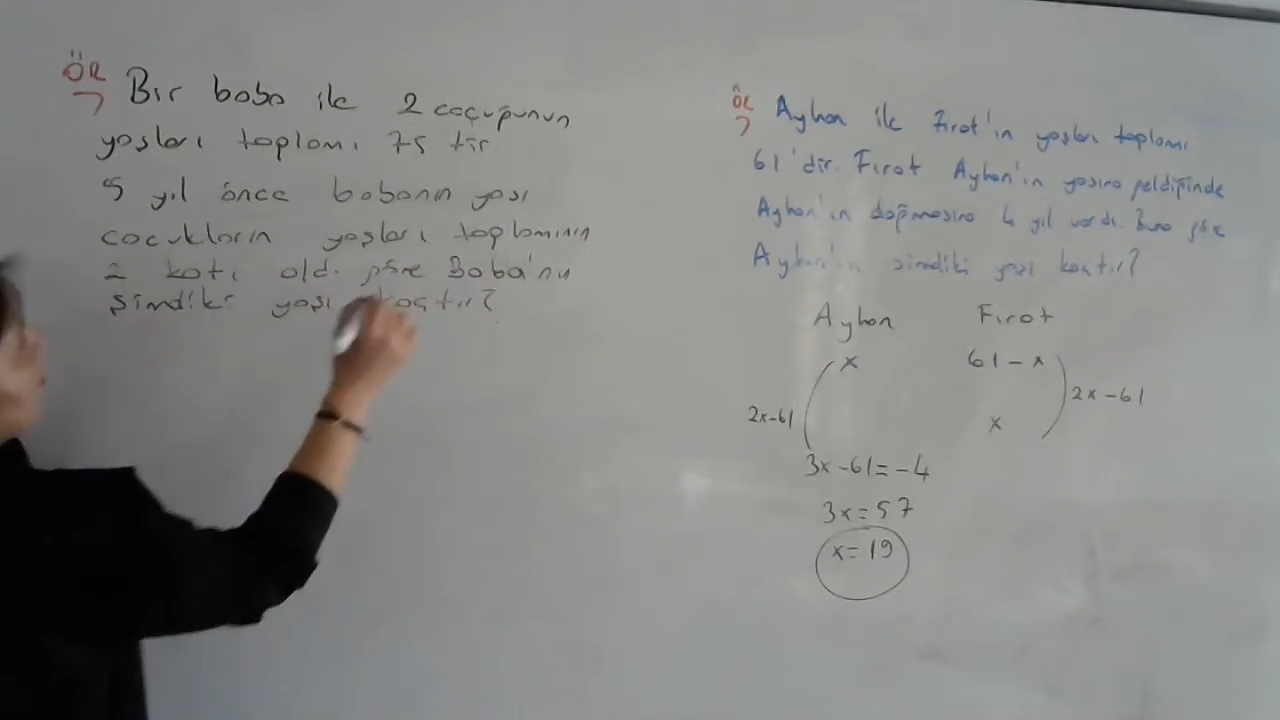 ÖR
Bir baba ile 2 çocuğunun
yaşları toplamı 75 tir
5 yıl önce babanın yaşı
çocukların yaşları toplamının
2 katı old. göre Baba'nın
şimdiki yaşı kaçtır?
ÖR
Ayhan ile Fırat'ın yaşları toplamı
61'dir. Fırat Ayhan'ın yaşına geldiğinde
Ayhan'ın doğmasına 4 yıl vardı. Buna göre
Ayhan'ın şimdiki yaşı kaçtır?
Ayhan Fırat
x 61 - x
2x-61 x 2x-61
3x-61=-4
3x=57
x=19